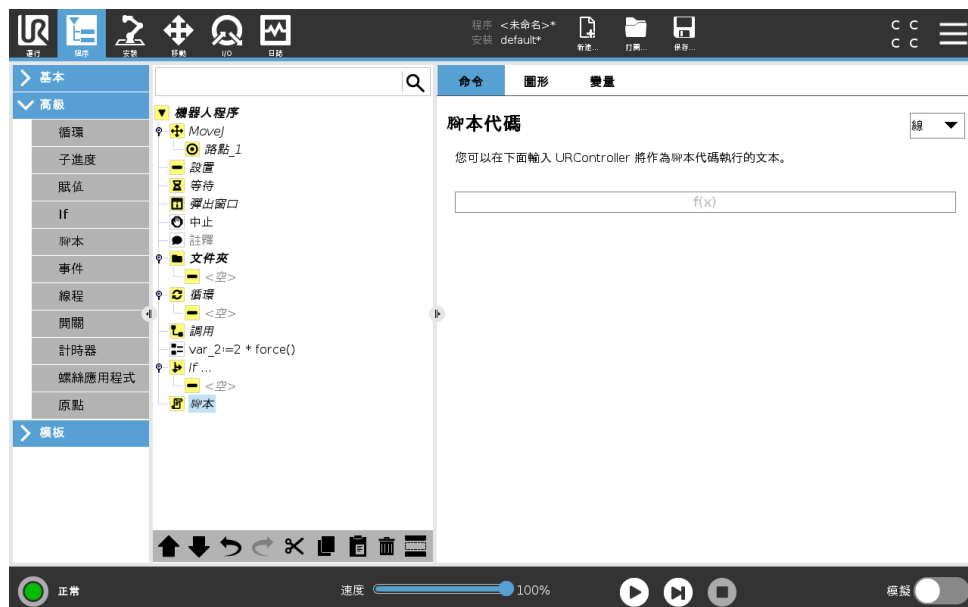 UR
運行
程序
安裝
移動
I/O
日誌
程序 <未命名>*
安裝 default*
新建...
打開...
保存...
C C
C C
基本
高級
循環
子進度
賦值
If
腳本
事件
線程
開關
計時器
螺絲應用程式
原點
模板
機器人程序
MoveJ
路點_1
設置
等待
彈出窗口
中止
註釋
文件夾
<空>
循環
<空>
調用
var_2:=2 * force()
If ...
<空>
腳本
命令 圖形 變量
腳本代碼
線
您可以在下面輸入 URController 將作為腳本代碼執行的文本。
f(x)
正常
速度 100%
模擬